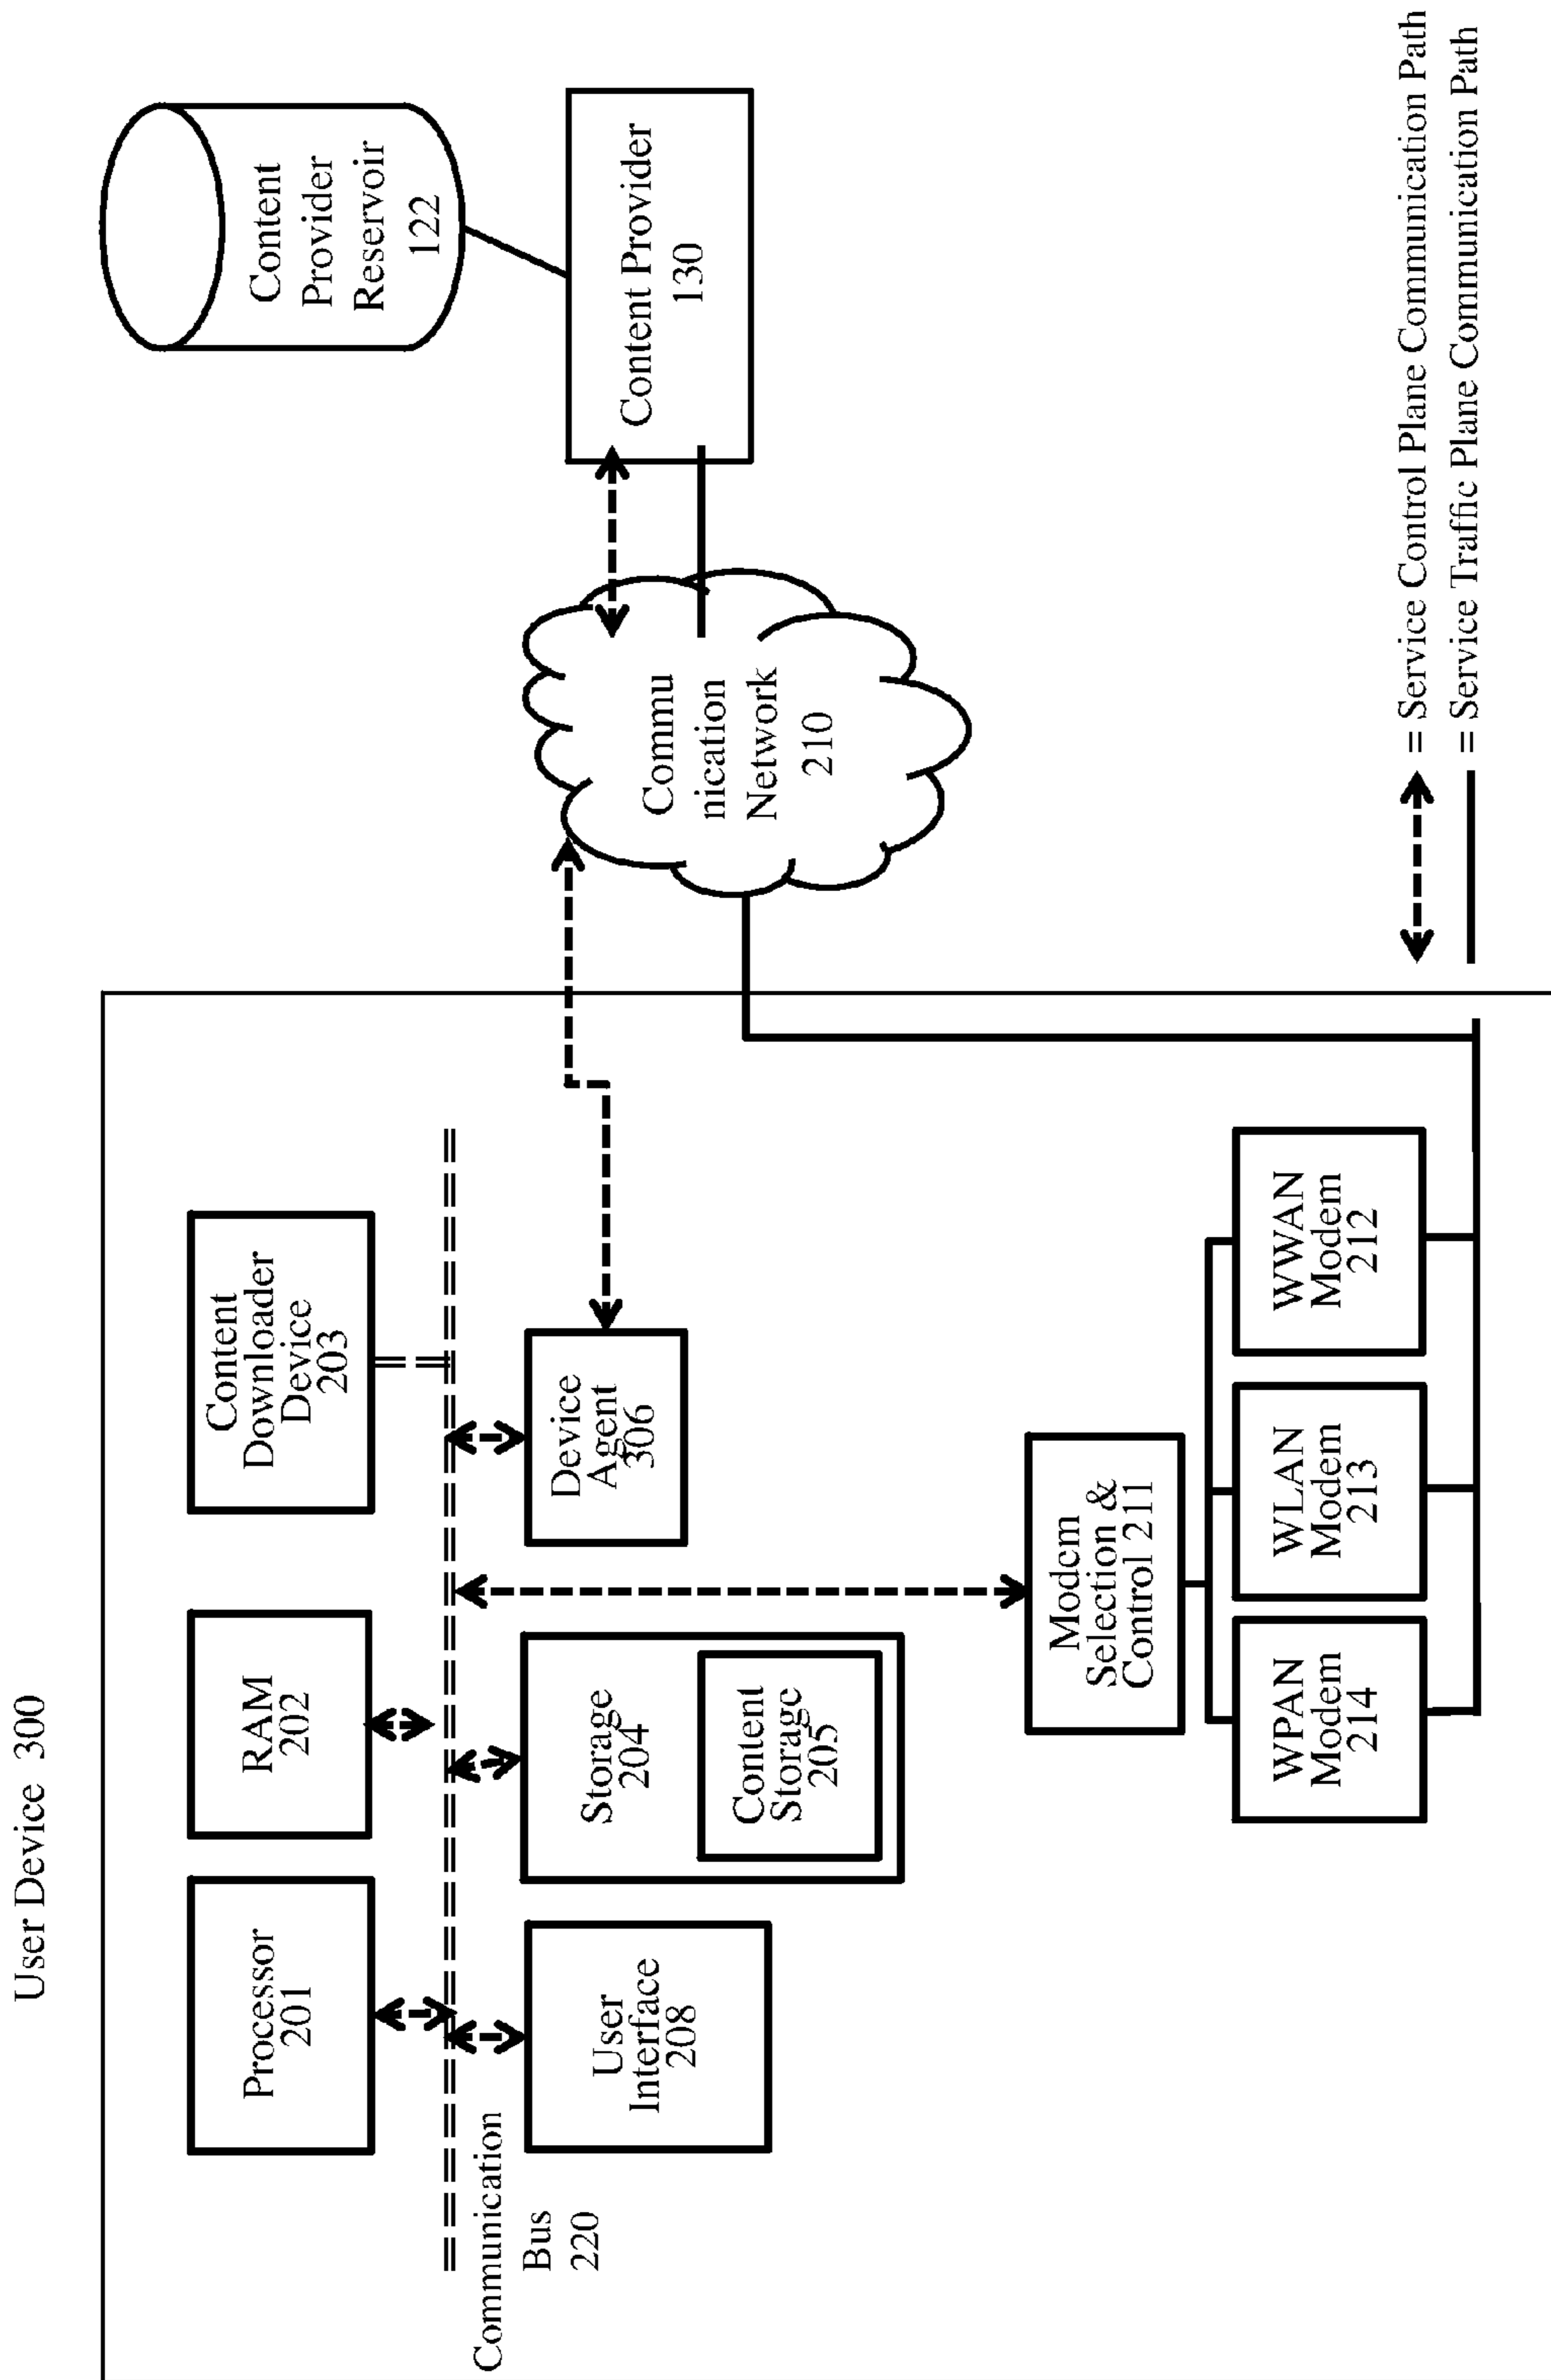 User Device 300
Processor
201
RAM
202
Content
Downloader
Device
203
Content
Provider
Reservoir
122
Communication
Bus
220
User
Interface
208
Storage
204
Content
Storage
205
Device
Agent
306
Commu
nication
Network
210
Content Provider
130
Modem
Selection &
Control 211
WPAN
Modem
214
WLAN
Modem
213
WWAN
Modem
212
= Service Control Plane Communication Path
= Service Traffic Plane Communication Path